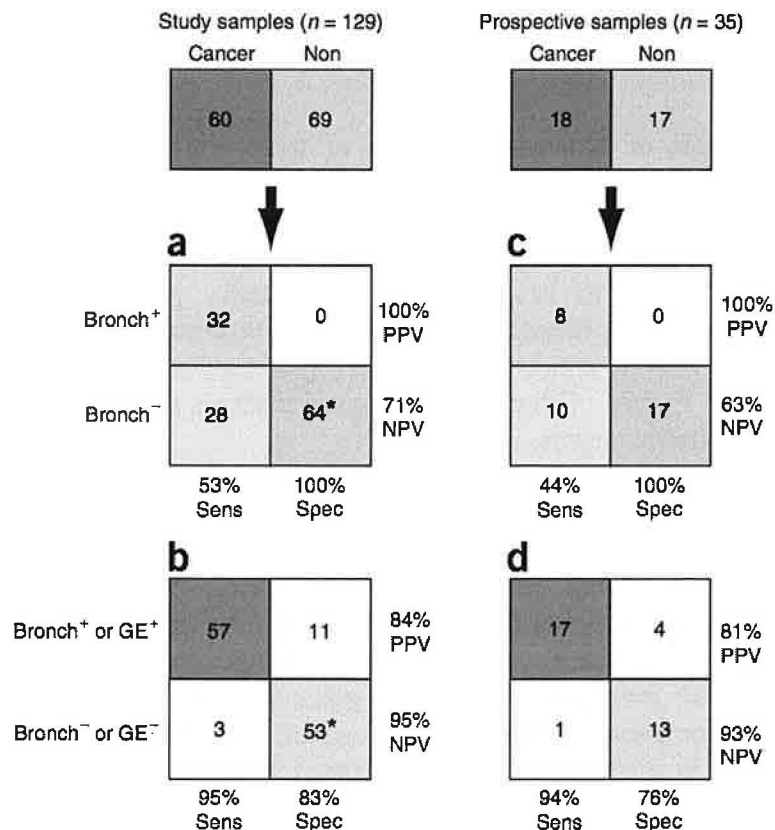 Study samples (n = 129)
Prospective samples (n = 35)
Cancer Non
Cancer Non
60 69
18 17
a
Bronch⁺ 32 0 100% PPV
Bronch⁻ 28 64* 71% NPV
53% Sens 100% Spec
c
8 0 100% PPV
10 17 63% NPV
44% Sens 100% Spec
b
Bronch⁺ or GE⁺ 57 11 84% PPV
Bronch⁻ or GE⁻ 3 53* 95% NPV
95% Sens 83% Spec
d
17 4 81% PPV
1 13 93% NPV
94% Sens 76% Spec